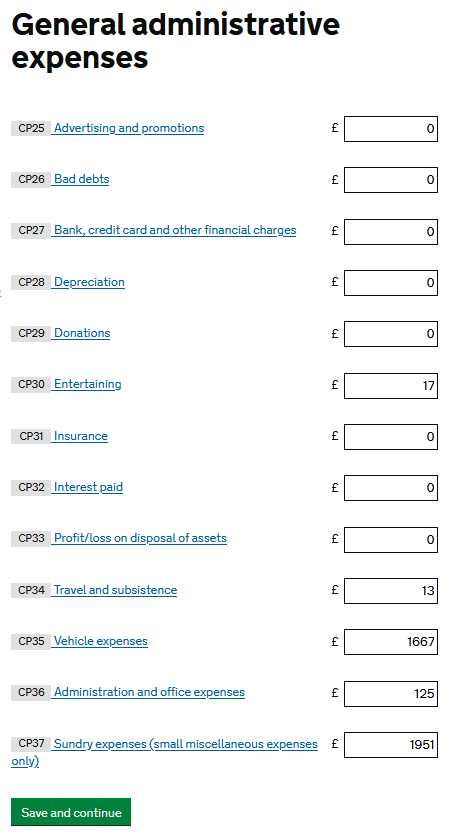 General administrative
expenses
CP25 Advertising and promotions £ 0
CP26 Bad debts £ 0
CP27 Bank, credit card and other financial charges £ 0
CP28 Depreciation £ 0
CP29 Donations £ 0
CP30 Entertaining £ 17
CP31 Insurance £ 0
CP32 Interest paid £ 0
CP33 Profit/loss on disposal of assets £ 0
CP34 Travel and subsistence £ 13
CP35 Vehicle expenses £ 1667
CP36 Administration and office expenses £ 125
CP37 Sundry expenses (small miscellaneous expenses £ 1951
only)
Save and continue